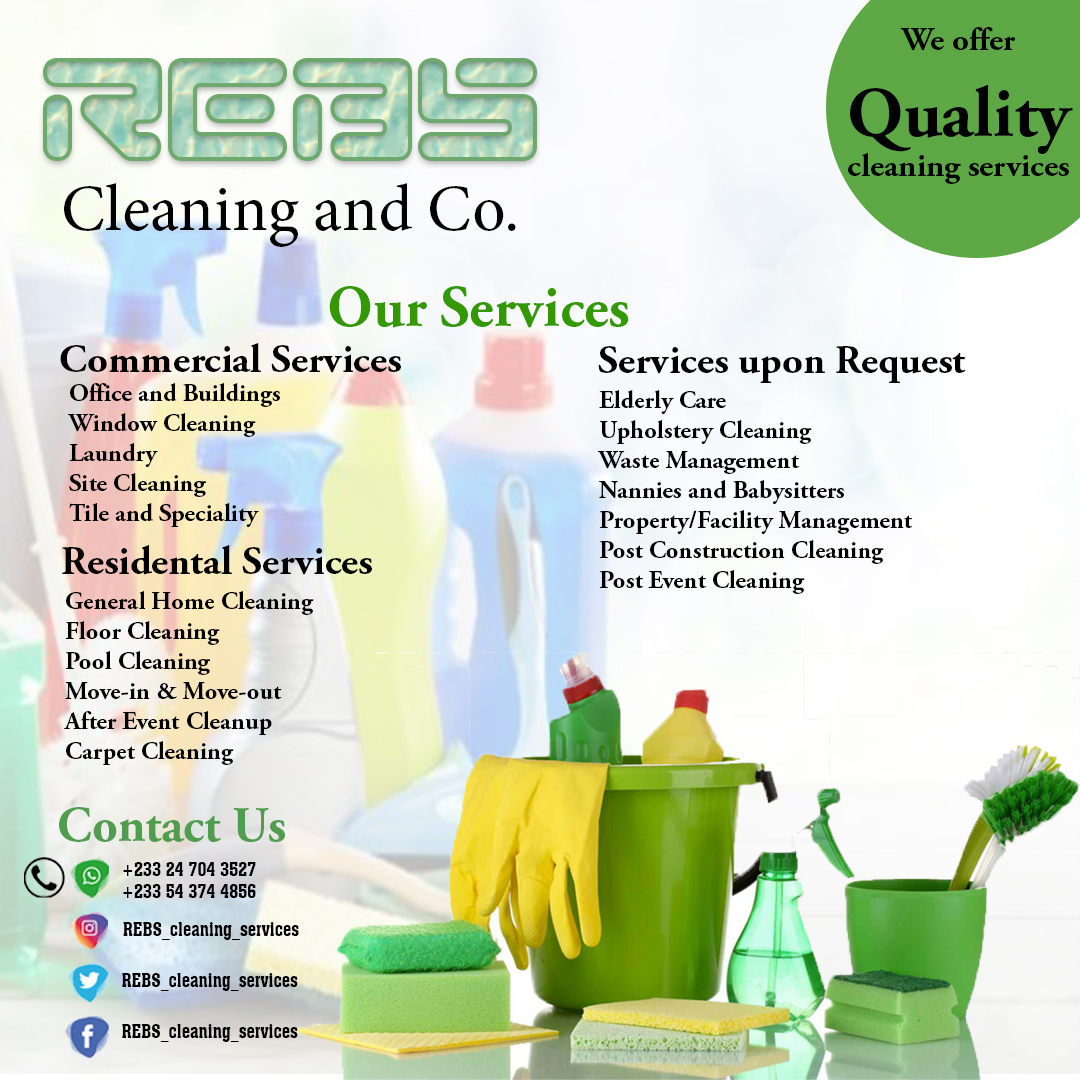 REBS
Cleaning and Co.
We offer
Quality
cleaning services
Our Services
Commercial Services
Office and Buildings
Window Cleaning
Laundry
Site Cleaning
Tile and Speciality
Residental Services
General Home Cleaning
Floor Cleaning
Pool Cleaning
Move-in & Move-out
After Event Cleanup
Carpet Cleaning
Services upon Request
Elderly Care
Upholstery Cleaning
Waste Management
Nannies and Babysitters
Property/Facility Management
Post Construction Cleaning
Post Event Cleaning
Contact Us
+233 24 704 3527
+233 54 374 4856
REBS_cleaning_services
REBS_cleaning_services
REBS_cleaning_services